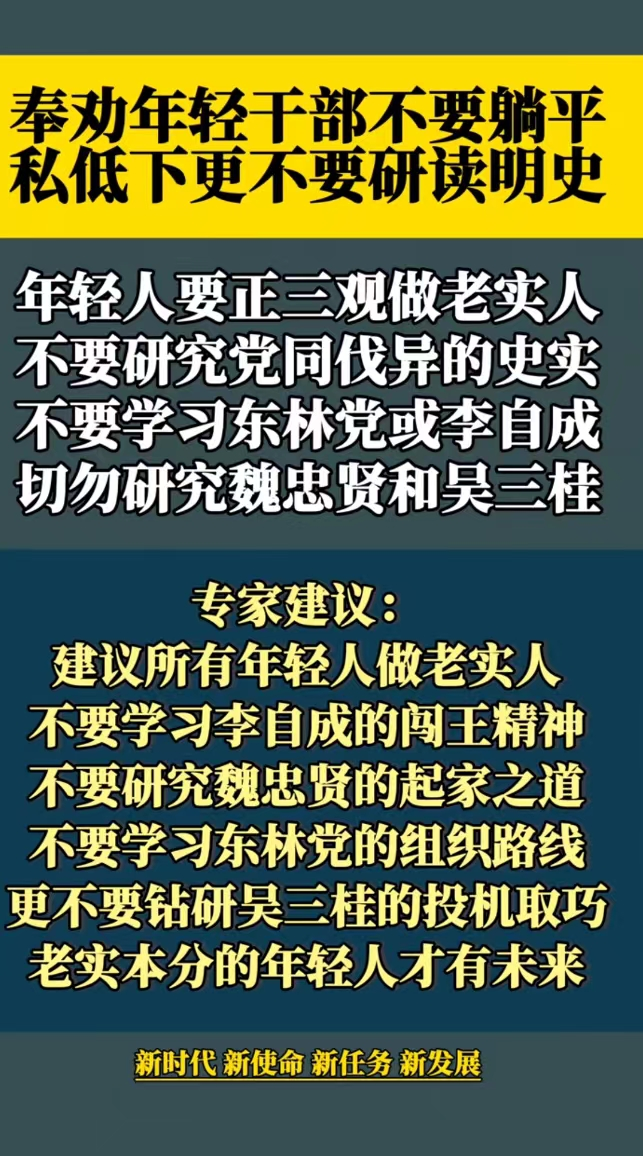 奉劝年轻干部不要躺平
私低下更不要研读明史
年轻人要正三观做老实人
不要研究党同伐异的史实
不要学习东林党或李自成
切勿研究魏忠贤和吴三桂
专家建议：
建议所有年轻人做老实人
不要学习李自成的闯王精神
不要研究魏忠贤的起家之道
不要学习东林党的组织路线
更不要钻研吴三桂的投机取巧
老实本分的年轻人才有未来
新时代 新使命 新任务 新发展